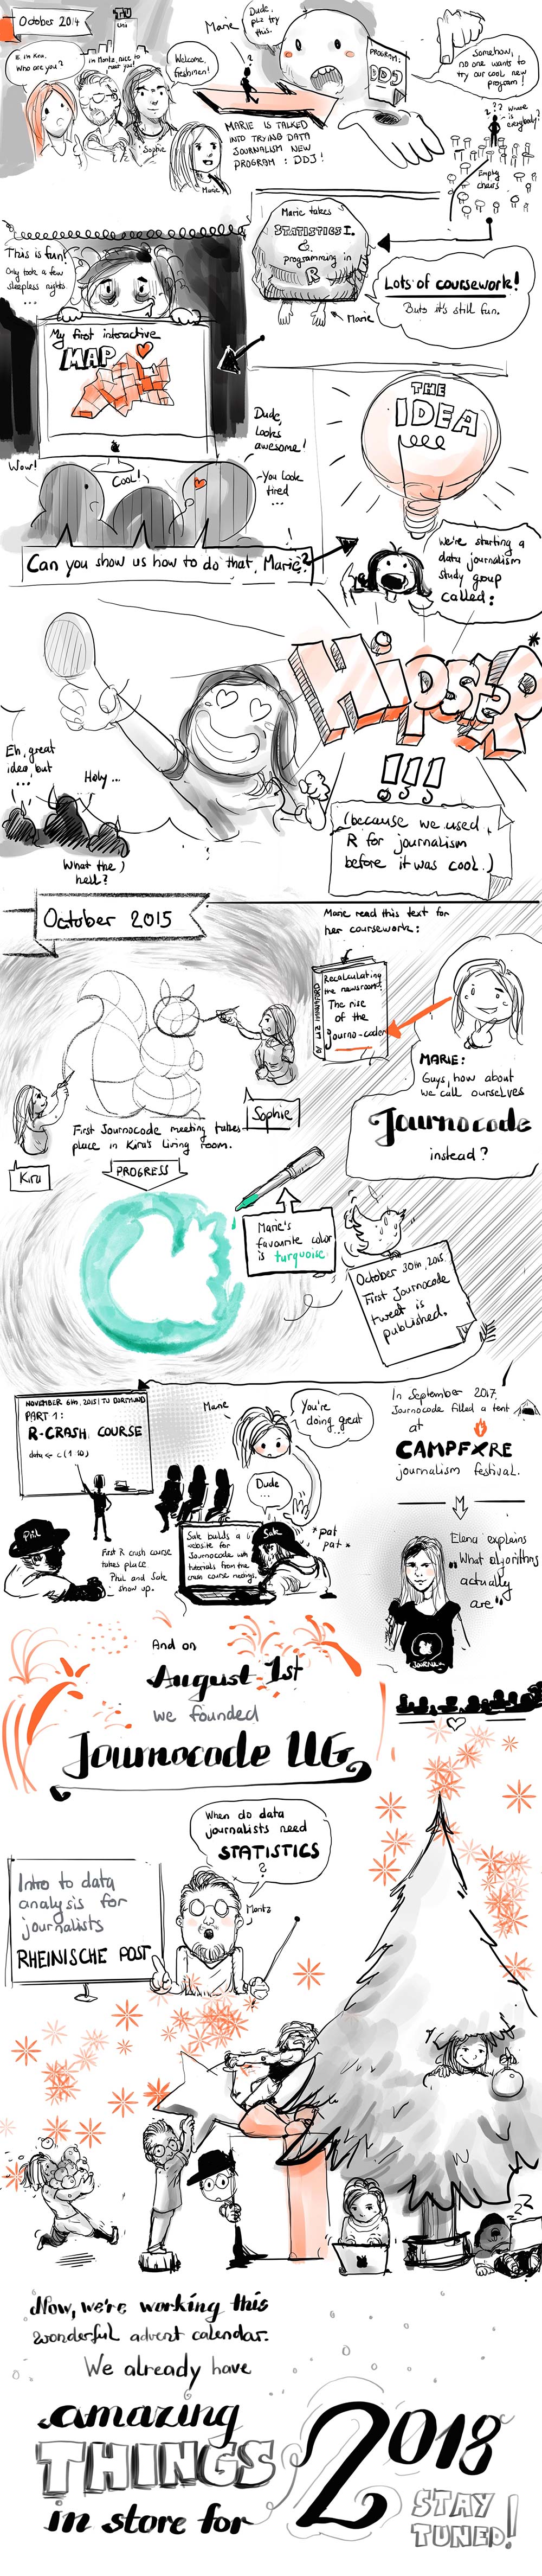 October 2014
TU
Uni
I'm Kira.
Who are you?
I'm Moritz, nice to
meet you!
Welcome,
freshmen!
Sophie
Marie
Marie
?
Dude,
plz try
this.
PROGRAM:
DDJ
Somehow,
no one wants to
try our cool new
program!
MARIE IS TALKED
INTO TRYING DATA
JOURNALISM NEW
PROGRAM: DDJ!
??? Where
is
everybody?
Empty
chairs
Marie takes
STATISTICS I.
&
programming in
R
Marie
Lots of coursework!
Buts it's still fun.
This is fun!
Only took a few
sleepless nights
...
My first interactive
MAP
Wow!
COOL!
Dude,
looks
awesome!
-You look
tired
...
Can you show us how to do that, Marie?
THE
IDEA
We're starting a
data journalism
study group
called:
HipsteR*
!!!
Eh, great
idea, but
...
Holy ...
What the
hell?
(because we used
R for journalism
before it was cool.)
October 2015
Marie read this text for
her coursework:
Recalculating
the newsroom:
The rise
of the
Journo-coder
MARIE:
Guys, how about
we call ourselves
Journocode
instead?
Sophie
Kira
First Journocode meeting takes
place in Kira's living room.
PROGRESS
Marie's
favourite color
is turquoise.
October 30th, 2015:
First Journocode
tweet is
published.
NOVEMBER 6TH, 2015 | TU DORTMUND
PART 1:
R-CRASH COURSE
data <- c(1:10)
Marie
You're
doing great
Dude
...
Phil
First R crash course
takes place.
Phil and SakE
show up.
Sake builds a
website for
Journocode with
tutorials from the
crash course meetings.
Sake
*pat
pat*
In September 2017,
Journocode filled a tent
at
CAMPFXRE
journalism festival.
Elena explains
"What algorithms
actually
are"
JOURNA
And on
August 1st
we founded
Journocode UG
When do data
journalists need
STATISTICS
?
Moritz
Intro to data
analysis for
journalists
RHEINISCHE POST
zzz
Now, we're working this
wonderful advent calendar.
We already have
amazing
THINGS
in store for
2018
STAY
TUNED!